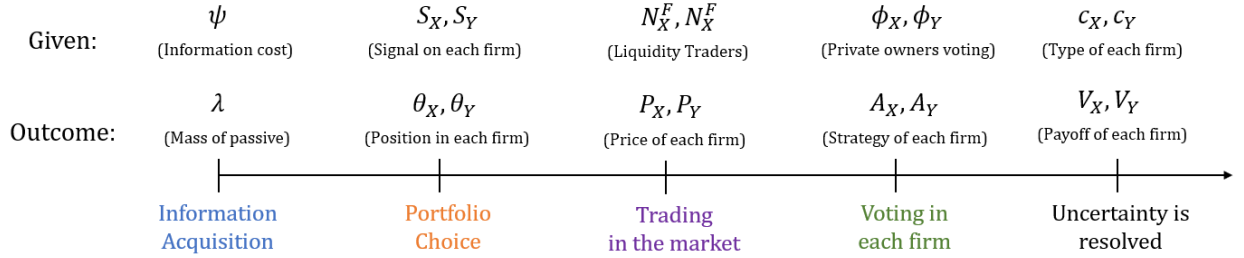 Given: ψ S_X, S_Y N_X^F, N_X^F ϕ_X, ϕ_Y c_X, c_Y
(Information cost) (Signal on each firm) (Liquidity Traders) (Private owners voting) (Type of each firm)
Outcome: λ θ_X, θ_Y P_X, P_Y A_X, A_Y V_X, V_Y
(Mass of passive) (Position in each firm) (Price of each firm) (Strategy of each firm) (Payoff of each firm)
Information Portfolio Trading Voting in Uncertainty is
Acquisition Choice in the market each firm resolved